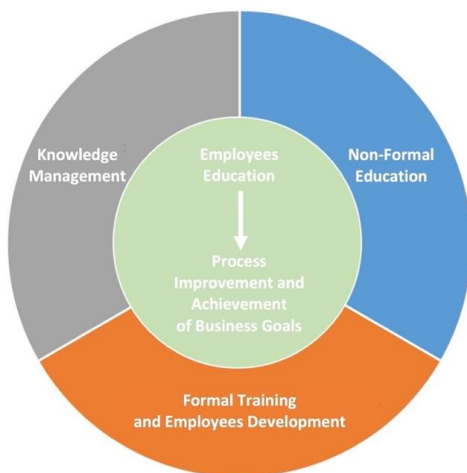 Knowledge
Management
Employees
Education
Non-Formal
Education
Process
Improvement and
Achievement
of Business Goals
Formal Training
and Employees Development